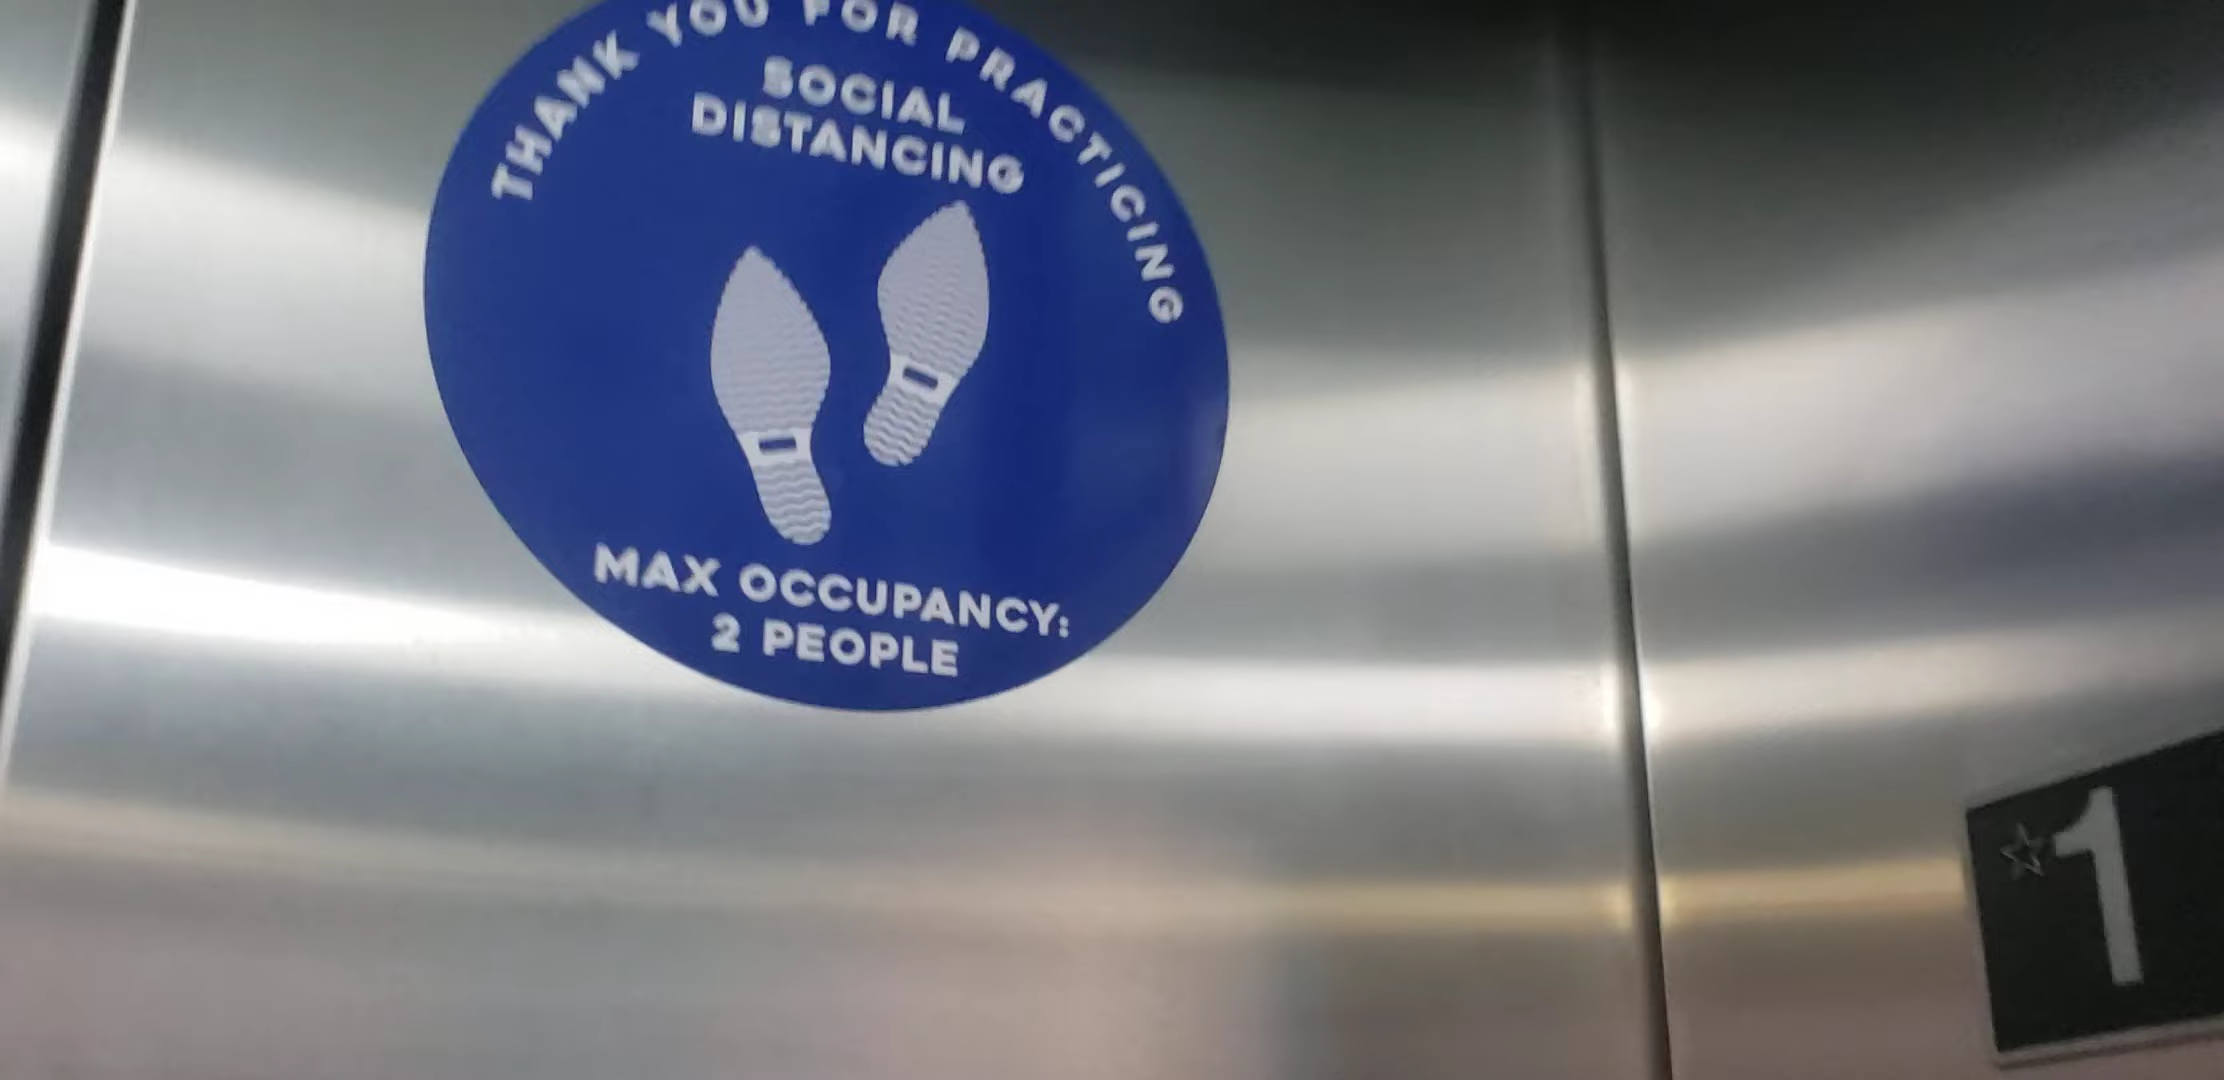 THANK YOU FOR PRACTICING
SOCIAL
DISTANCING
MAX OCCUPANCY:
2 PEOPLE
☆1